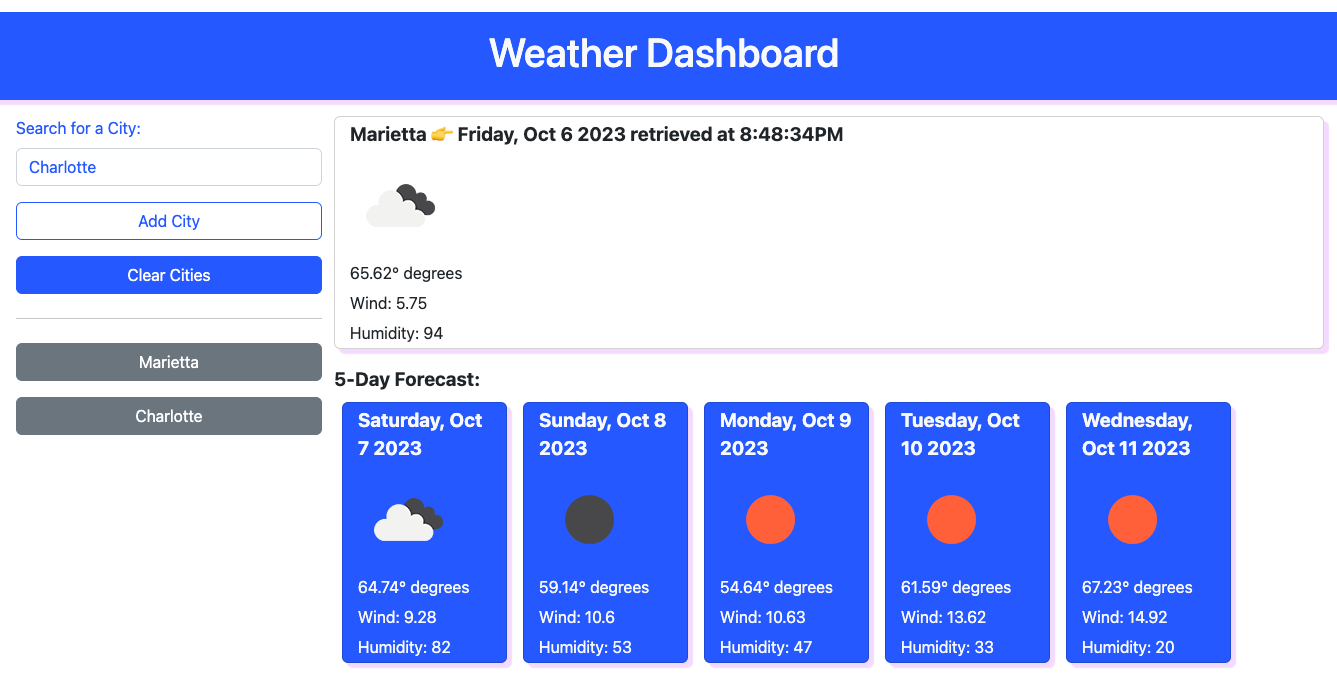 Weather Dashboard
Search for a City:
Charlotte
Add City
Clear Cities
Marietta
Charlotte
Marietta 👉 Friday, Oct 6 2023 retrieved at 8:48:34PM
65.62° degrees
Wind: 5.75
Humidity: 94
5-Day Forecast:
Saturday, Oct
7 2023
64.74° degrees
Wind: 9.28
Humidity: 82
Sunday, Oct 8
2023
59.14° degrees
Wind: 10.6
Humidity: 53
Monday, Oct 9
2023
54.64° degrees
Wind: 10.63
Humidity: 47
Tuesday, Oct
10 2023
61.59° degrees
Wind: 13.62
Humidity: 33
Wednesday,
Oct 11 2023
67.23° degrees
Wind: 14.92
Humidity: 20